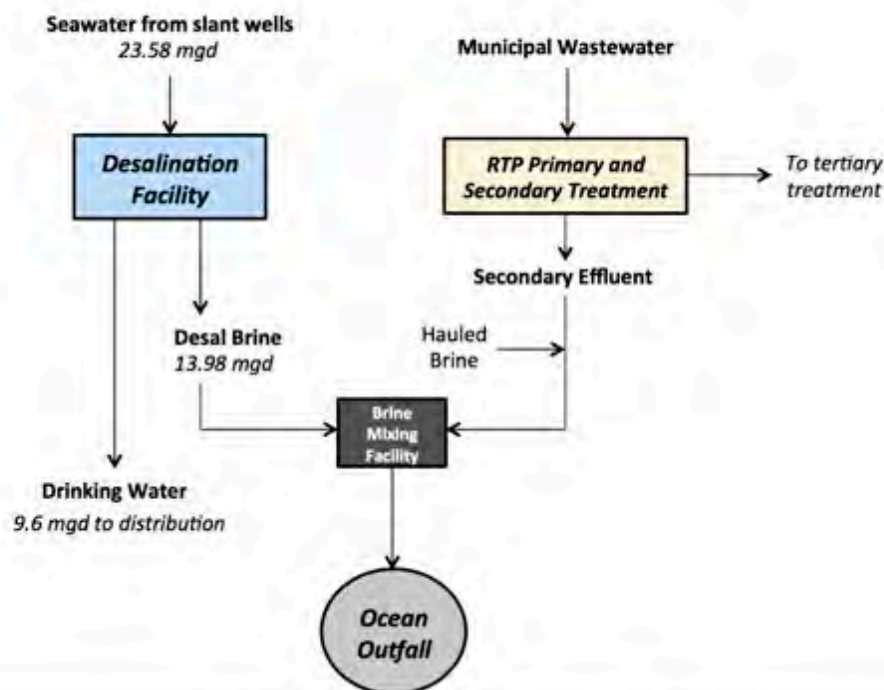 Seawater from slant wells
23.58 mgd
Municipal Wastewater
Desalination
Facility
RTP Primary and
Secondary Treatment
To tertiary
treatment
Secondary Effluent
Desal Brine
13.98 mgd
Hauled
Brine
Brine
Mixing
Facility
Drinking Water
9.6 mgd to distribution
Ocean
Outfall